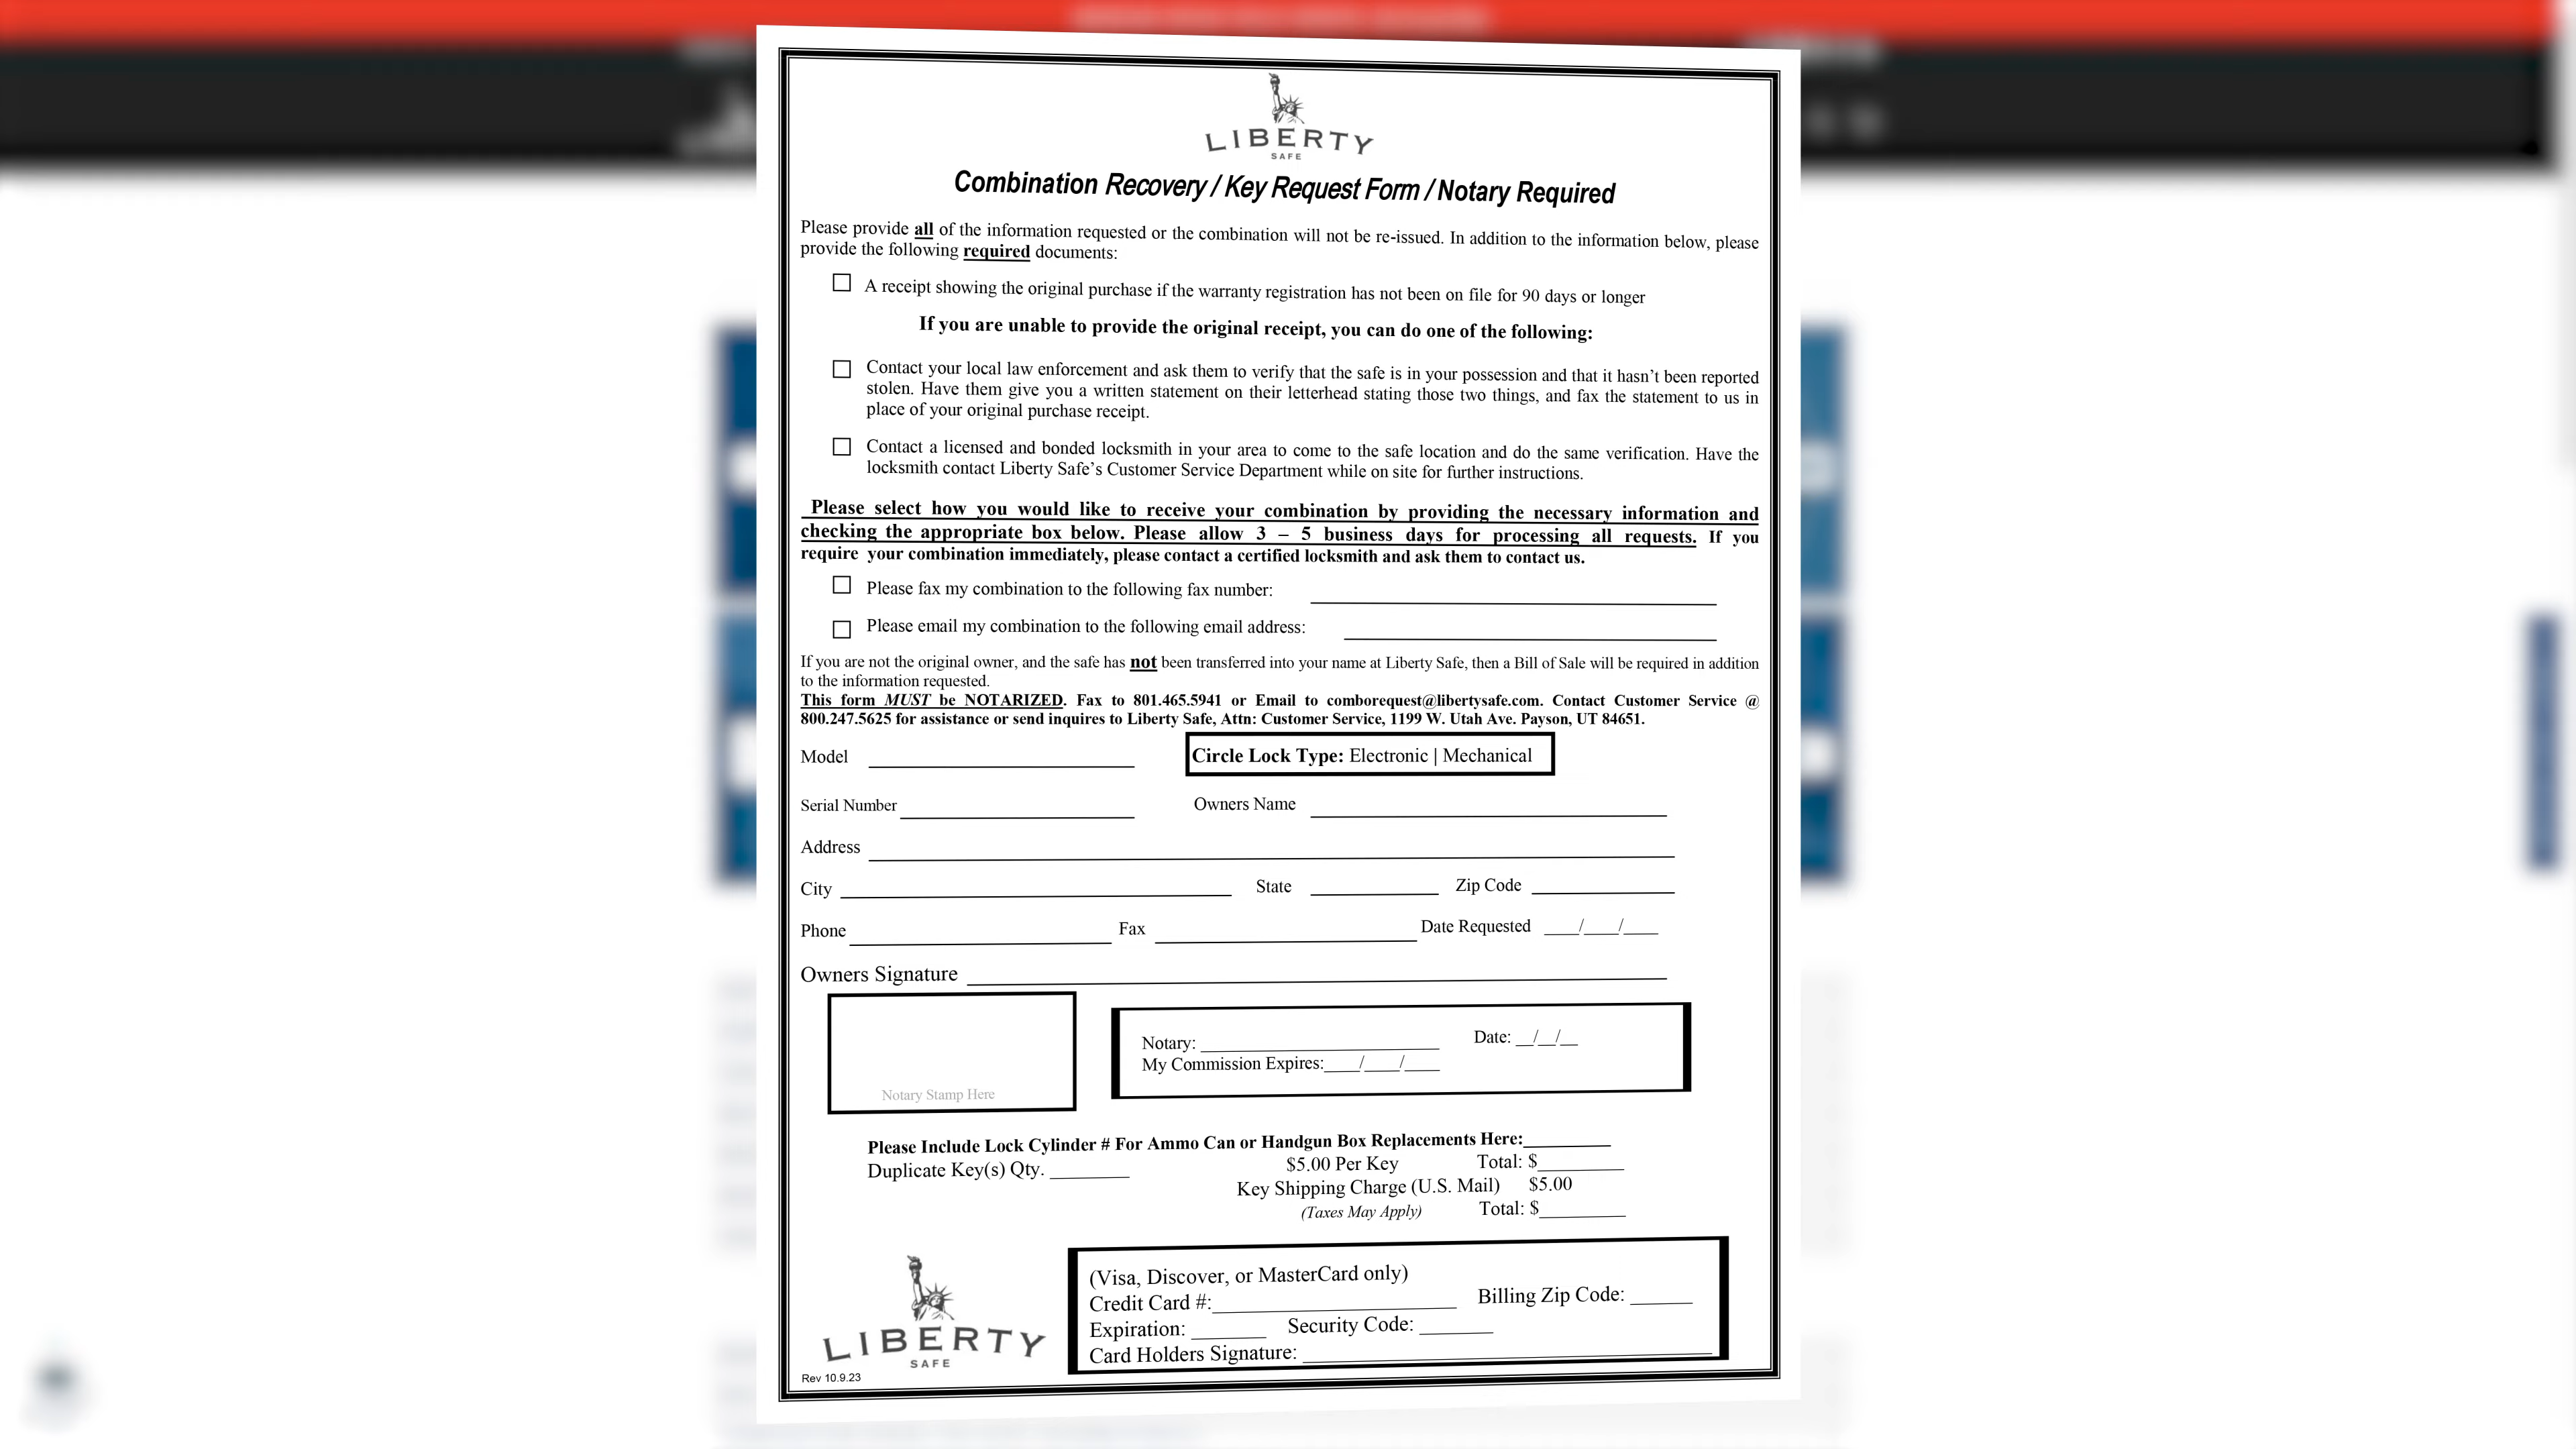 LIBERTY
SAFE
Combination Recovery / Key Request Form / Notary Required
Please provide all of the information requested or the combination will not be re-issued. In addition to the information below, please
provide the following required documents:
A receipt showing the original purchase if the warranty registration has not been on file for 90 days or longer
If you are unable to provide the original receipt, you can do one of the following:
Contact your local law enforcement and ask them to verify that the safe is in your possession and that it hasn't been reported
stolen. Have them give you a written statement on their letterhead stating those two things, and fax the statement to us in
place of your original purchase receipt.
Contact a licensed and bonded locksmith in your area to come to the safe location and do the same verification. Have the
locksmith contact Liberty Safe's Customer Service Department while on site for further instructions.
Please select how you would like to receive your combination by providing the necessary information and
checking the appropriate box below. Please allow 3 – 5 business days for processing all requests. If you
require your combination immediately, please contact a certified locksmith and ask them to contact us.
Please fax my combination to the following fax number:
Please email my combination to the following email address:
If you are not the original owner, and the safe has not been transferred into your name at Liberty Safe, then a Bill of Sale will be required in addition
to the information requested.
This form MUST be NOTARIZED. Fax to 801.465.5941 or Email to comborequest@libertysafe.com. Contact Customer Service @
800.247.5625 for assistance or send inquires to Liberty Safe, Attn: Customer Service, 1199 W. Utah Ave. Payson, UT 84651.
Model Circle Lock Type: Electronic | Mechanical
Serial Number Owners Name
Address
City State Zip Code
Phone Fax Date Requested ____/____/____
Owners Signature
Notary: Date: __/__/__
My Commission Expires:____/____/____
Notary Stamp Here
Please Include Lock Cylinder # For Ammo Can or Handgun Box Replacements Here:
Duplicate Key(s) Qty. $5.00 Per Key Total: $
Key Shipping Charge (U.S. Mail) $5.00
(Taxes May Apply) Total: $
(Visa, Discover, or MasterCard only)
Credit Card #: Billing Zip Code:
Expiration: Security Code:
Card Holders Signature:
LIBERTY
SAFE
Rev 10.9.23